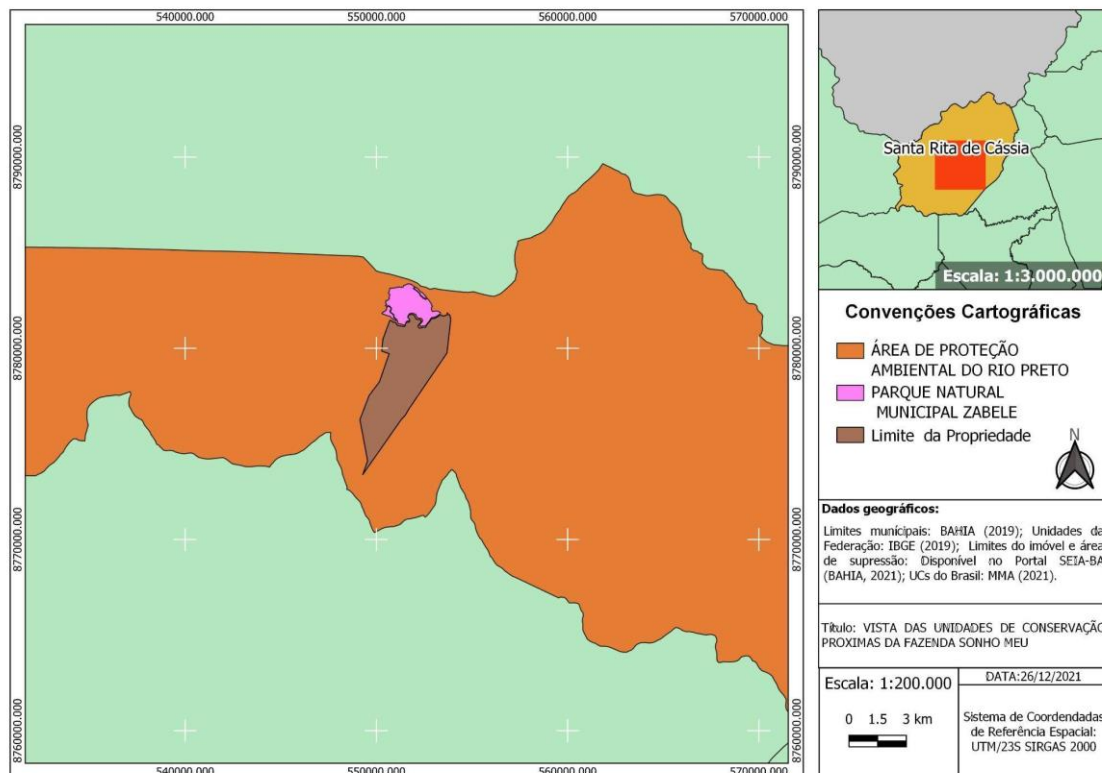 540000.000 550000.000 560000.000 570000.000
8790000.000 8790000.000
8780000.000 8780000.000
8770000.000 8770000.000
8760000.000 8760000.000
540000.000 550000.000 560000.000 570000.000
Santa Rita de Cássia
Escala: 1:3.000.000
Convenções Cartográficas
ÁREA DE PROTEÇÃO
AMBIENTAL DO RIO PRETO
PARQUE NATURAL
MUNICIPAL ZABELE
Limite da Propriedade
N
Dados geográficos:
Limites municípais: BAHIA (2019); Unidades da
Federação: IBGE (2019); Limites do imóvel e área
de supressão: Disponível no Portal SEIA-BA
(BAHIA, 2021); UCs do Brasil: MMA (2021).
Título: VISTA DAS UNIDADES DE CONSERVAÇÃO
PROXIMAS DA FAZENDA SONHO MEU
Escala: 1:200.000
0 1.5 3 km
DATA:26/12/2021
Sistema de Coordendadas
de Referência Espacial:
UTM/23S SIRGAS 2000